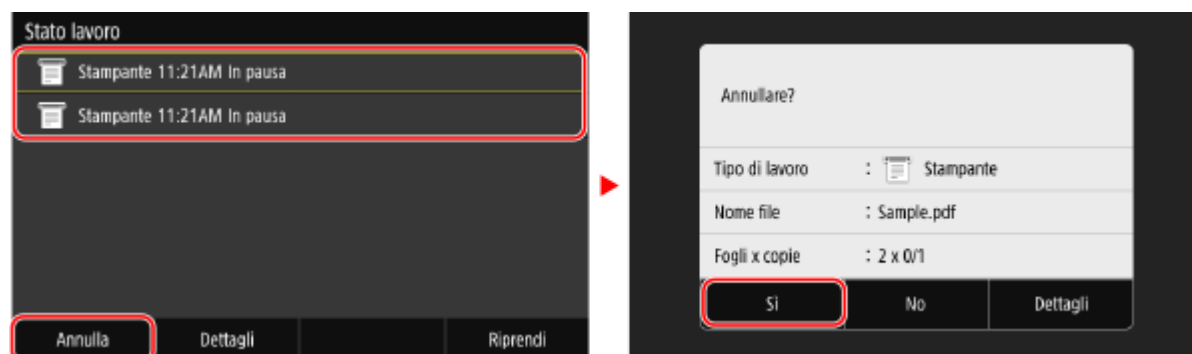 Stato lavoro
Stampante 11:21AM In pausa
Stampante 11:21AM In pausa
Annulla Dettagli Riprendi
Annullare?
Tipo di lavoro : Stampante
Nome file : Sample.pdf
Fogli x copie : 2 x 0/1
Sì No Dettagli